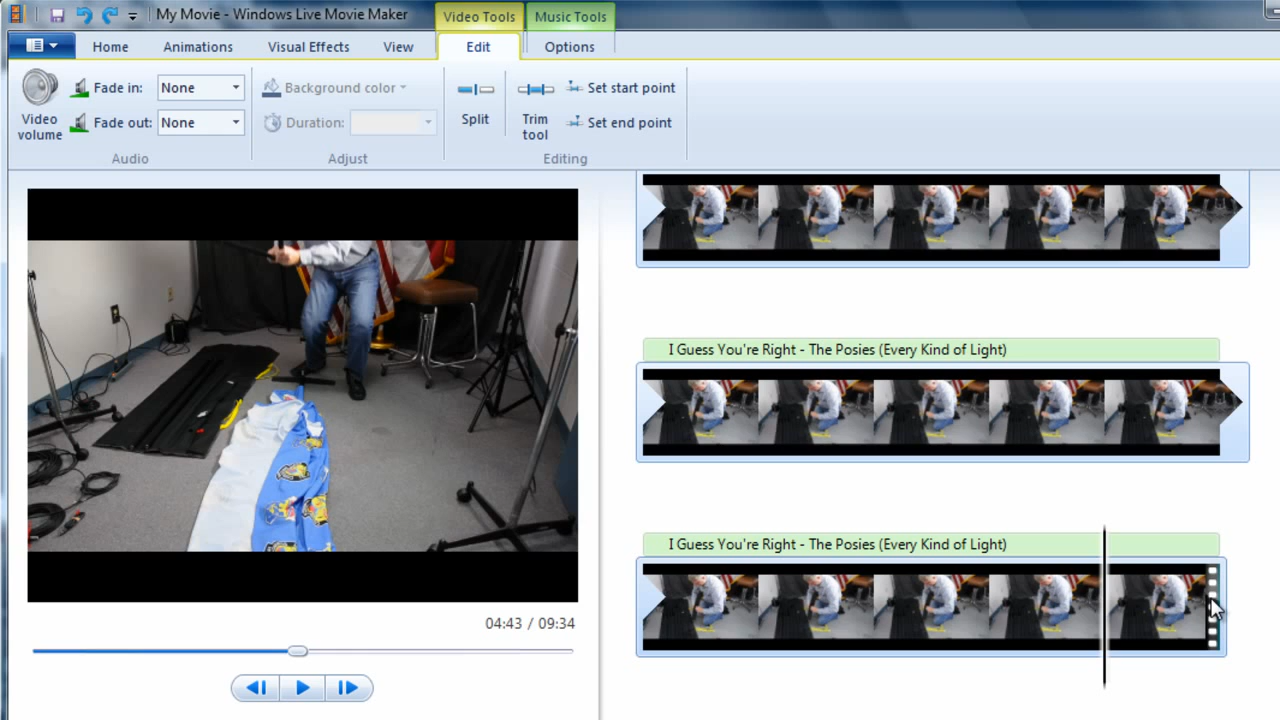 My Movie - Windows Live Movie Maker
Video Tools
Music Tools
Home
Animations
Visual Effects
View
Edit
Options
Video
volume
Fade in:
None
Fade out:
None
Audio
Background color
Duration:
Adjust
Split
Trim
tool
Set start point
Set end point
Editing
I Guess You're Right - The Posies (Every Kind of Light)
I Guess You're Right - The Posies (Every Kind of Light)
04:43 / 09:34